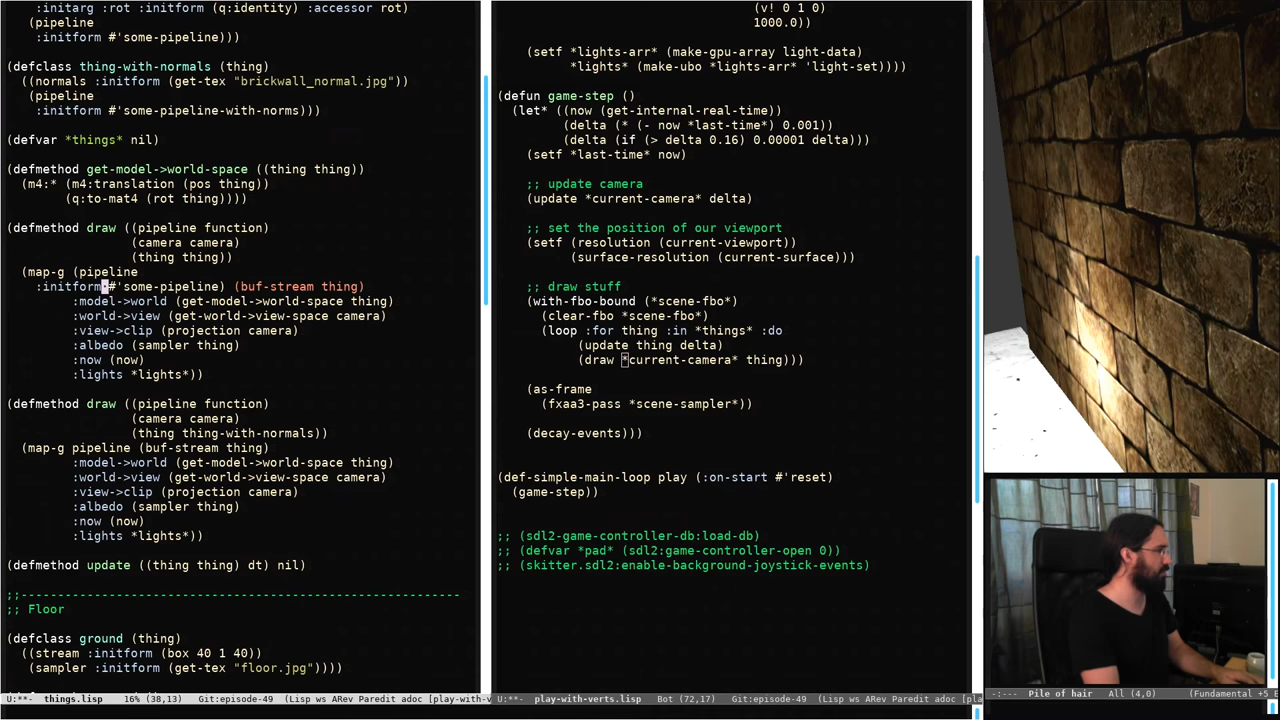 :initarg :rot :initform (q:identity) :accessor rot)
(pipeline
:initform #'some-pipeline)))
(defclass thing-with-normals (thing)
((normals :initform (get-tex "brickwall_normal.jpg"))
(pipeline
:initform #'some-pipeline-with-norms)))
(defvar *things* nil)
(defmethod get-model->world-space ((thing thing))
(m4:* (m4:translation (pos thing))
(q:to-mat4 (rot thing))))
(defmethod draw ((pipeline function)
(camera camera)
(thing thing))
(map-g (pipeline
:initform #'some-pipeline) (buf-stream thing)
:model->world (get-model->world-space thing)
:world->view (get-world->view-space camera)
:view->clip (projection camera)
:albedo (sampler thing)
:now (now)
:lights *lights*))
(defmethod draw ((pipeline function)
(camera camera)
(thing thing-with-normals))
(map-g pipeline (buf-stream thing)
:model->world (get-model->world-space thing)
:world->view (get-world->view-space camera)
:view->clip (projection camera)
:albedo (sampler thing)
:now (now)
:lights *lights*))
(defmethod update ((thing thing) dt) nil)
;;------------------------------------------------------------
;; Floor
(defclass ground (thing)
((stream :initform (box 40 1 40))
(sampler :initform (get-tex "floor.jpg"))))
U:**- things.lisp 16% (38,13) Git:episode-49 (Lisp ws ARev Paredit adoc [play-with-v
(v! 0 1 0)
1000.0))
(setf *lights-arr* (make-gpu-array light-data)
*lights* (make-ubo *lights-arr* 'light-set))))
(defun game-step ()
(let* ((now (get-internal-real-time))
(delta (* (- now *last-time*) 0.001))
(delta (if (> delta 0.16) 0.00001 delta)))
(setf *last-time* now)
;; update camera
(update *current-camera* delta)
;; set the position of our viewport
(setf (resolution (current-viewport))
(surface-resolution (current-surface)))
;; draw stuff
(with-fbo-bound (*scene-fbo*)
(clear-fbo *scene-fbo*)
(loop :for thing :in *things* :do
(update thing delta)
(draw *current-camera* thing)))
(as-frame
(fxaa3-pass *scene-sampler*))
(decay-events)))
(def-simple-main-loop play (:on-start #'reset)
(game-step))
;; (sdl2-game-controller-db:load-db)
;; (defvar *pad* (sdl2:game-controller-open 0))
;; (skitter.sdl2:enable-background-joystick-events)
U:**- play-with-verts.lisp Bot (72,17) Git:episode-49 (Lisp ws ARev Paredit adoc [pla
-:--- Pile of hair All (4,0) (Fundamental +5 E